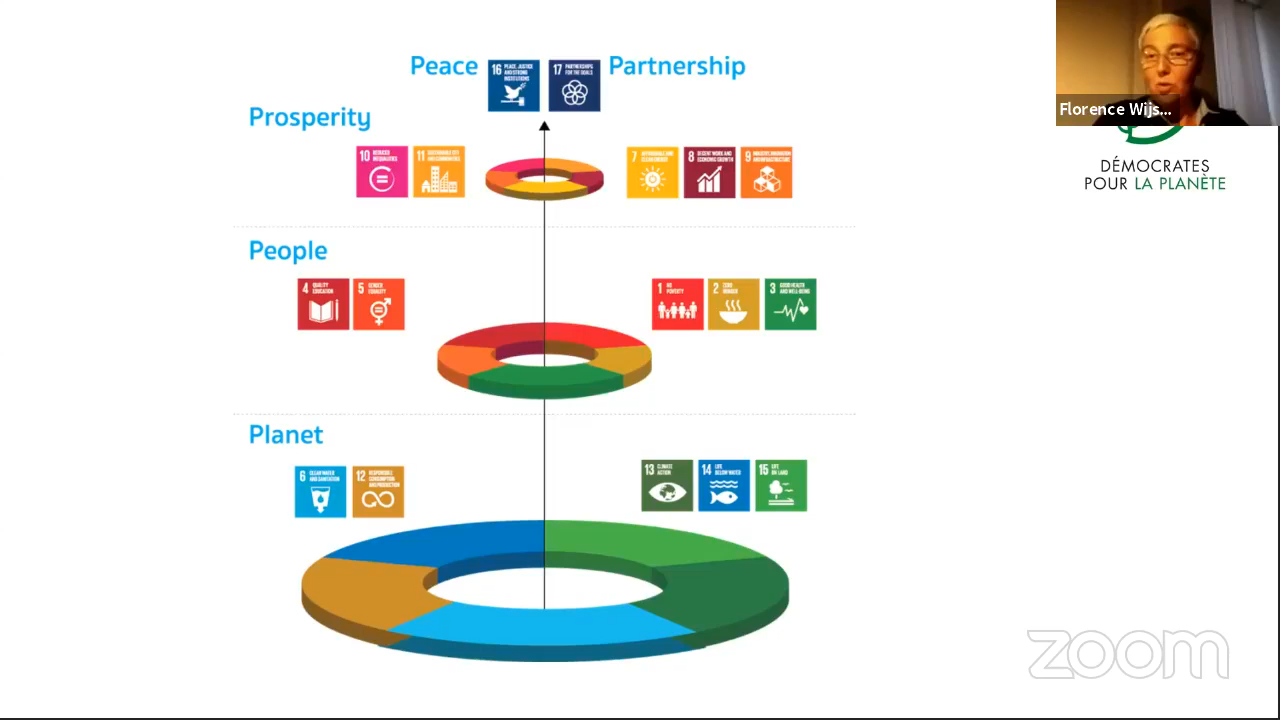 Peace
16 PEACE, JUSTICE
AND STRONG
INSTITUTIONS
17 PARTNERSHIPS
FOR THE GOALS
Partnership
Florence Wijs...
DÉMOCRATES
POUR LA PLANÈTE
Prosperity
10 REDUCED
INEQUALITIES
11 SUSTAINABLE CITIES
AND COMMUNITIES
7 AFFORDABLE AND
CLEAN ENERGY
8 DECENT WORK AND
ECONOMIC GROWTH
9 INDUSTRY, INNOVATION
AND INFRASTRUCTURE
People
4 QUALITY
EDUCATION
5 GENDER
EQUALITY
1 NO
POVERTY
2 ZERO
HUNGER
3 GOOD HEALTH
AND WELL-BEING
Planet
6 CLEAN WATER
AND SANITATION
12 RESPONSIBLE
CONSUMPTION
AND PRODUCTION
13 CLIMATE
ACTION
14 LIFE
BELOW WATER
15 LIFE
ON LAND
zoom